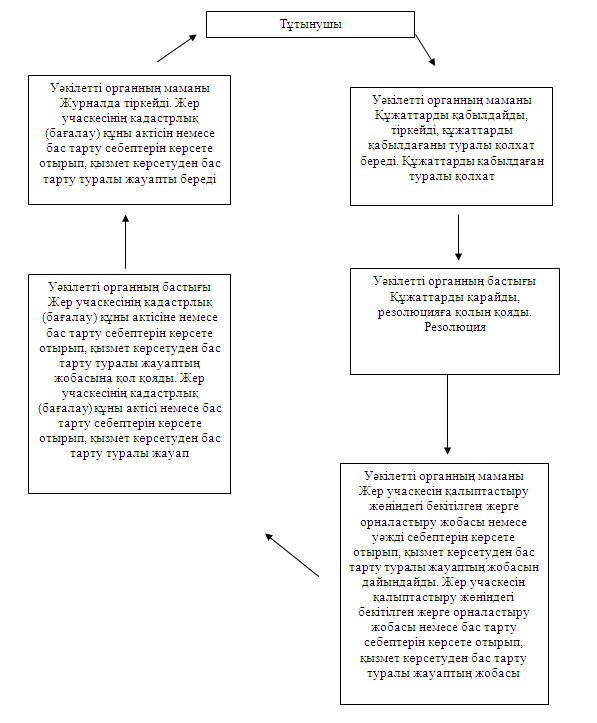 Тұтынушы
Уәкілетті органның маманы
Құжаттарды қабылдайды,
тіркейді, құжаттарды
қабылдағаны туралы қолхат
береді. Құжаттарды қабылдаған
туралы қолхат
Уәкілетті органның бастығы
Құжаттарды қарайды,
резолюцияға қолын қояды.
Резолюция
Уәкілетті органның маманы
Жер учаскесін қалыптастыру
жөніндегі бекітілген жерге
орналастыру жобасы немесе
уәжді себептерін көрсете
отырып, қызмет көрсетуден бас
тарту туралы жауаптың жобасын
дайындайды. Жер учаскесін
қалыптастыру жөніндегі
бекітілген жерге орналастыру
жобасы немесе бас тарту
себептерін көрсете отырып,
қызмет көрсетуден бас тарту
туралы жауаптың жобасы
Уәкілетті органның бастығы
Жер учаскесінің кадастрлық
(бағалау) құны актісіне немесе
бас тарту себептерін көрсете
отырып, қызмет көрсетуден бас
тарту туралы жауаптың
жобасына қол қояды. Жер
учаскесінің кадастрлық
(бағалау) құны актісі немесе бас
тарту себептерін көрсете
отырып, қызмет көрсетуден бас
тарту туралы жауап
Уәкілетті органның маманы
Журналда тіркейді. Жер
учаскесінің кадастрлық
(бағалау) құны актісін немесе
бас тарту себептерін көрсете
отырып, қызмет көрсетуден бас
тарту туралы жауапты береді